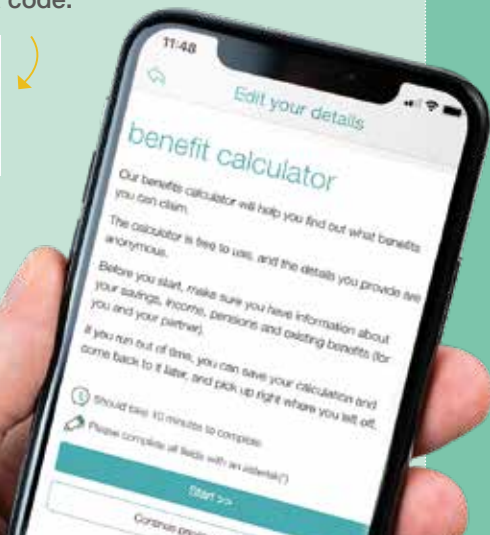 code.
11:48
Edit your details
benefit calculator
Our benefits calculator will help you find out what benefits
you can claim.
The calculator is free to use, and the details you provide are
anonymous.
Before you start, make sure you have information about
your savings, income, pensions and existing benefits (for
you and your partner).
If you run out of time, you can save your calculation and
come back to it later, and pick up right where you left off.
Should take 10 minutes to complete
Please complete all fields with an asterisk(*)
Start >>
Continue